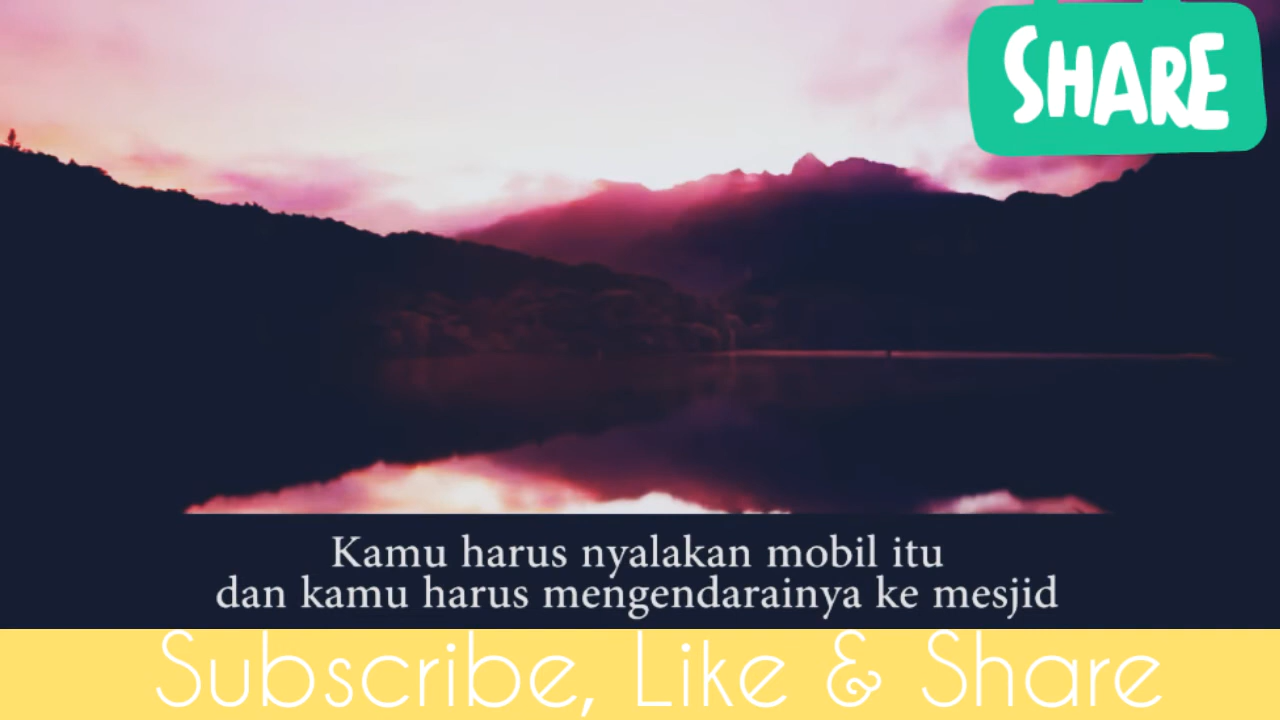 SHARE
Kamu harus nyalakan mobil itu
dan kamu harus mengendarainya ke mesjid
Subscribe, Like & Share